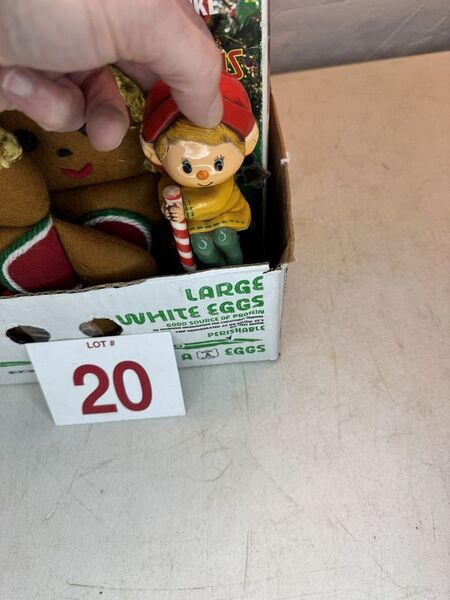 LARGE
WHITE EGGS
GOOD SOURCE OF PROTEIN
PERISHABLE
A EGGS
LOT #
20